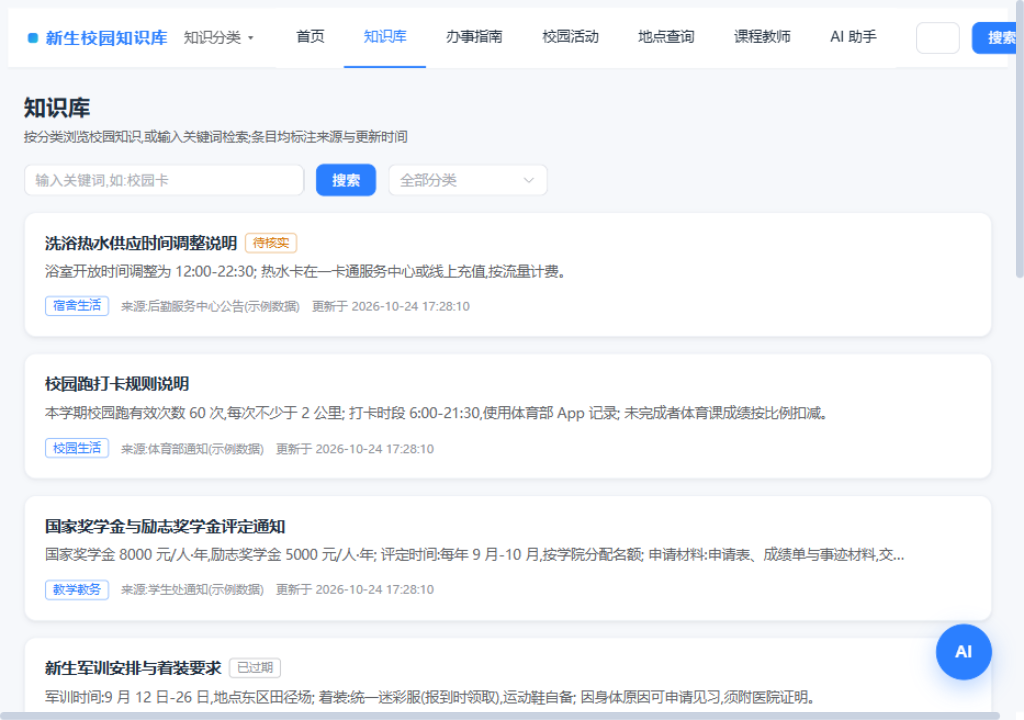 新生校园知识库 知识分类 首页 知识库 办事指南 校园活动 地点查询 课程教师 AI 助手 搜索
知识库
按分类浏览校园知识,或输入关键词检索;条目均标注来源与更新时间
输入关键词,如:校园卡 搜索 全部分类
洗浴热水供应时间调整说明 待核实
浴室开放时间调整为 12:00-22:30; 热水卡在一卡通服务中心或线上充值,按流量计费。
宿舍生活 来源:后勤服务中心公告(示例数据) 更新于 2026-10-24 17:28:10
校园跑打卡规则说明
本学期校园跑有效次数 60 次,每次不少于 2 公里; 打卡时段 6:00-21:30,使用体育部 App 记录; 未完成者体育课成绩按比例扣减。
校园生活 来源:体育部通知(示例数据) 更新于 2026-10-24 17:28:10
国家奖学金与励志奖学金评定通知
国家奖学金 8000 元/人·年,励志奖学金 5000 元/人·年; 评定时间:每年 9 月-10 月,按学院分配名额; 申请材料:申请表、成绩单与事迹材料,交...
教学教务 来源:学生处通知(示例数据) 更新于 2026-10-24 17:28:10
AI
新生军训安排与着装要求 已过期
军训时间:9 月 12 日-26 日,地点东区田径场; 着装:统一迷彩服(报到时领取),运动鞋自备; 因身体原因可申请见习,须附医院证明。